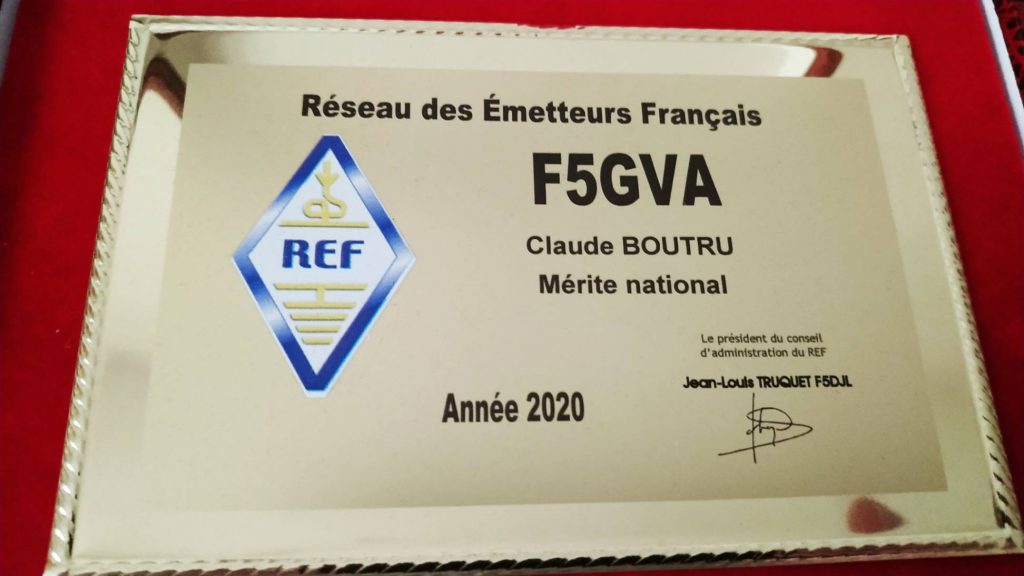 Réseau des Émetteurs Français
F5GVA
REF
Claude BOUTRU
Mérite national
Le président du conseil
d'administration du REF
Jean-Louis TRUQUET F5DJL
Année 2020